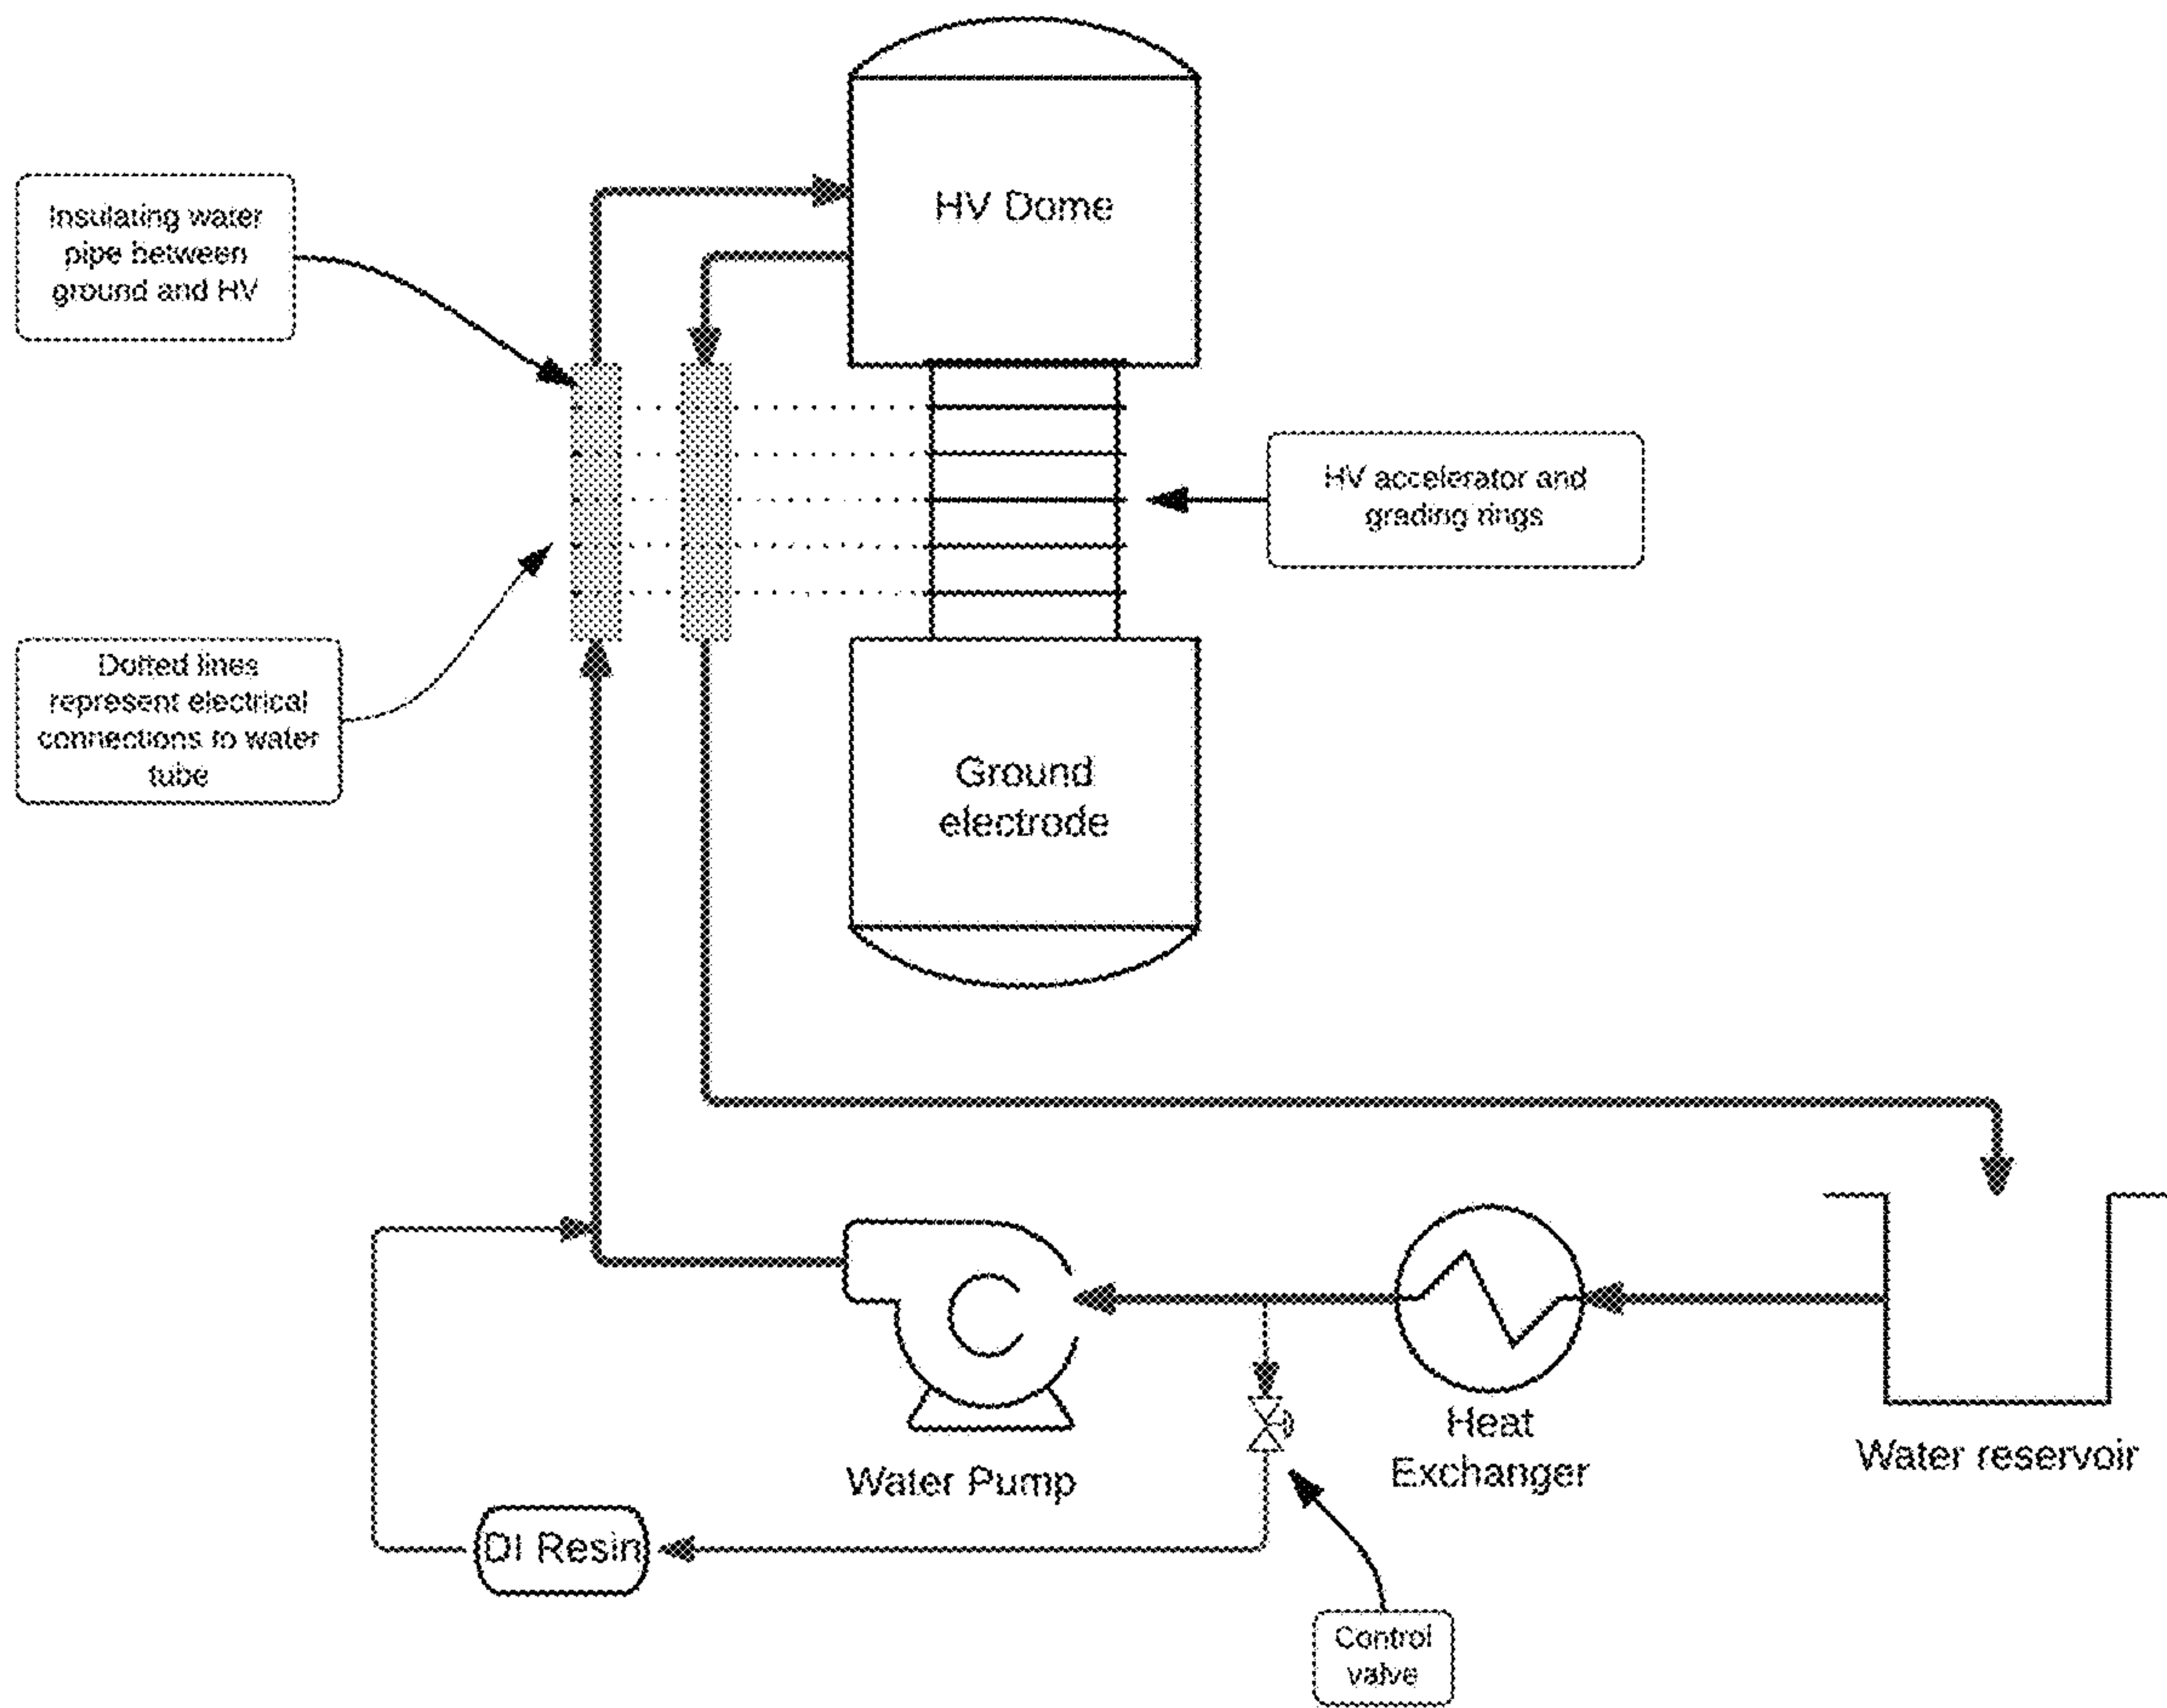 HV Dome
Insulating water
pipe between
ground and HV
HV accelerator and
grading rings
Dotted lines
represent electrical
connections to water
tube
Ground
electrode
Heat
Exchanger
Water reservoir
Water Pump
DI Resin
Control
valve